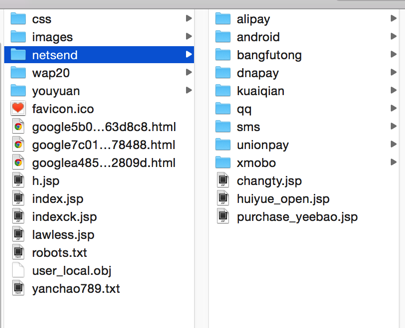 css
images
netsend
wap20
youyuan
favicon.ico
google5b0...63d8c8.html
google7c01...78488.html
googlea485...2809d.html
h.jsp
index.jsp
indexck.jsp
lawless.jsp
robots.txt
user_local.obj
yanchao789.txt
alipay
android
bangfutong
dnapay
kuaiqian
qq
sms
unionpay
xmobo
changty.jsp
huiyue_open.jsp
purchase_yeebao.jsp